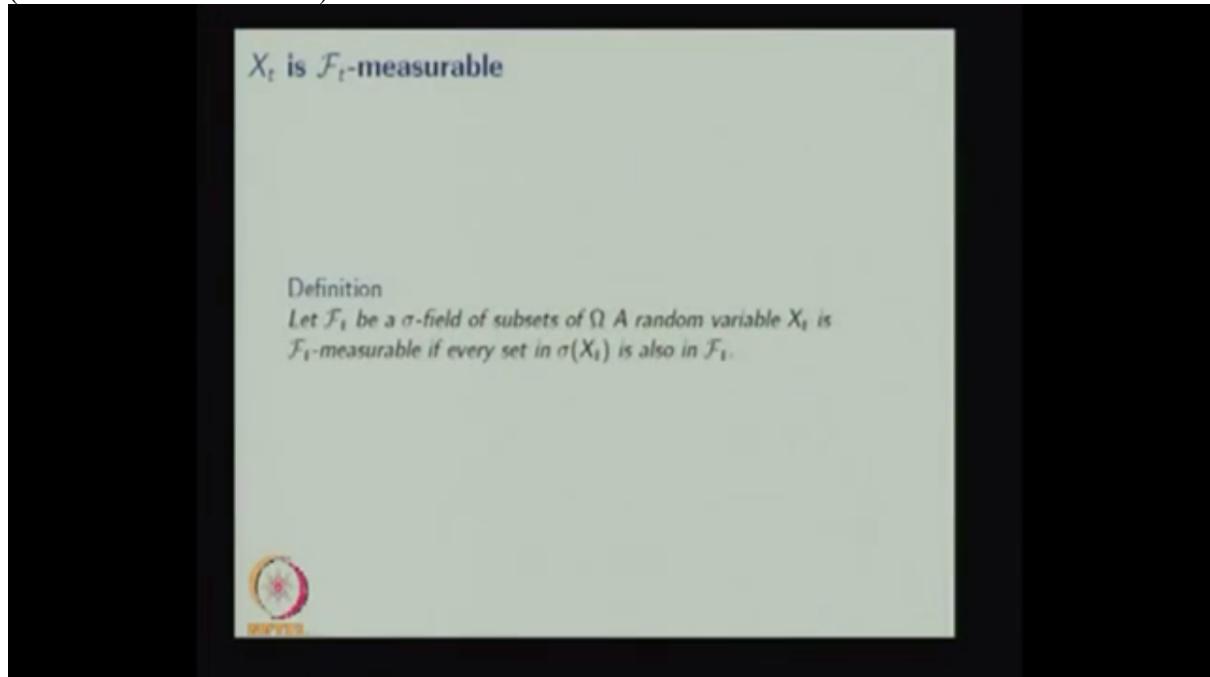 X_t is ℱ_t-measurable
Definition
Let ℱ_t be a σ-field of subsets of Ω A random variable X_t is
ℱ_t-measurable if every set in σ(X_t) is also in ℱ_t.
NPTEL